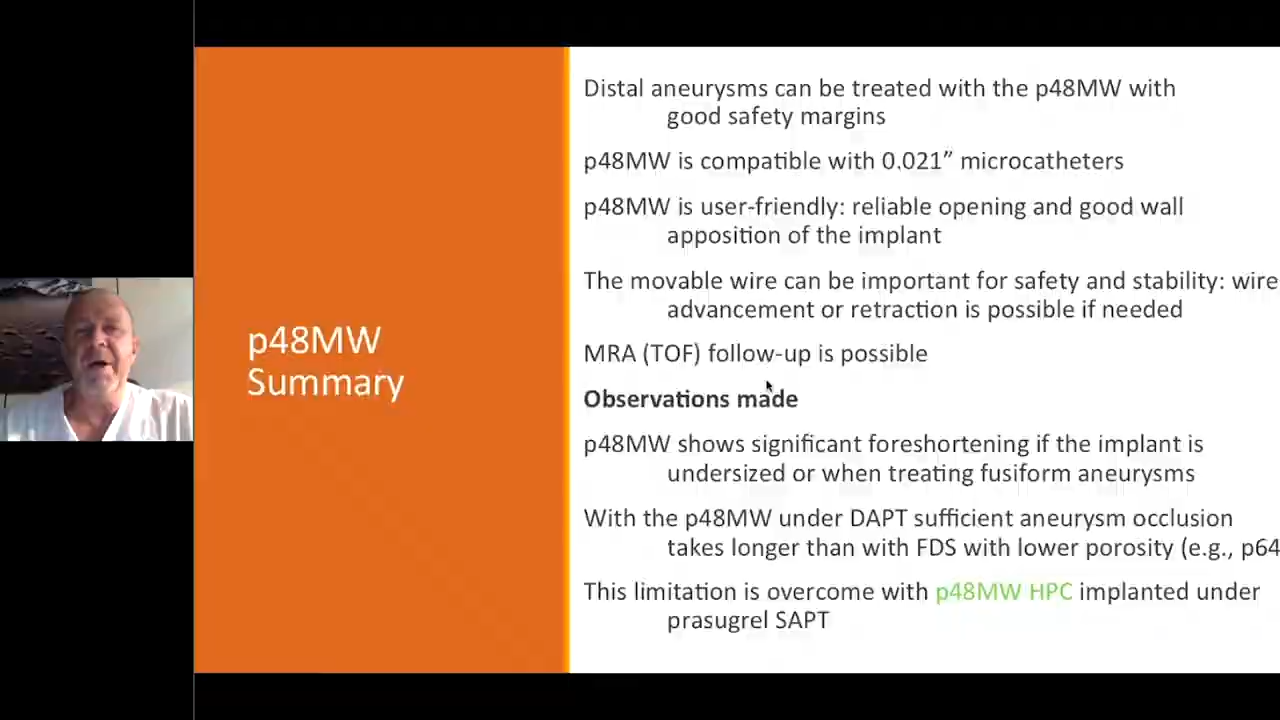 p48MW
Summary
Distal aneurysms can be treated with the p48MW with
good safety margins
p48MW is compatible with 0.021” microcatheters
p48MW is user-friendly: reliable opening and good wall
apposition of the implant
The movable wire can be important for safety and stability: wire
advancement or retraction is possible if needed
MRA (TOF) follow-up is possible
Observations made
p48MW shows significant foreshortening if the implant is
undersized or when treating fusiform aneurysms
With the p48MW under DAPT sufficient aneurysm occlusion
takes longer than with FDS with lower porosity (e.g., p64
This limitation is overcome with p48MW HPC implanted under
prasugrel SAPT